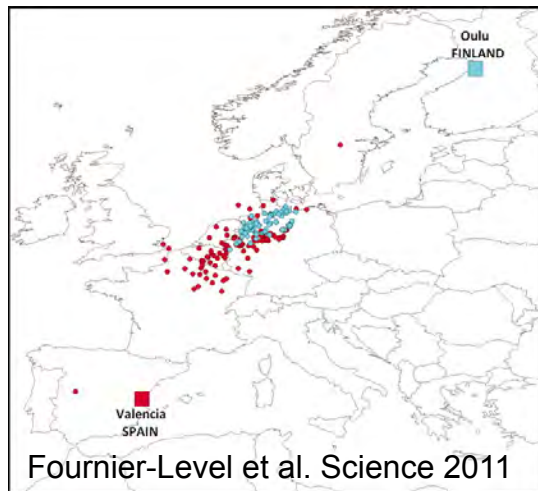 Oulu
FINLAND
Valencia
SPAIN
Fournier-Level et al. Science 2011